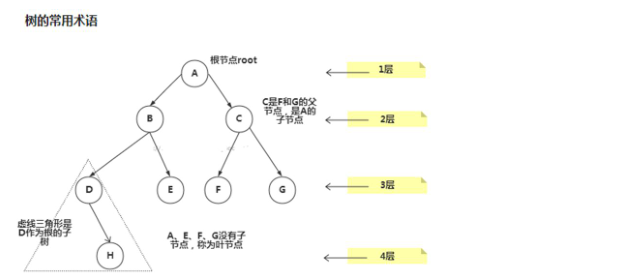 树的常用术语
根节点root
A
1层
C是F和G的父
节点，是A的
子节点
B
C
2层
D
E
F
G
3层
虚线三角形是
D作为根的子
树
A、E、F、G没有子
节点，称为叶节点
H
4层